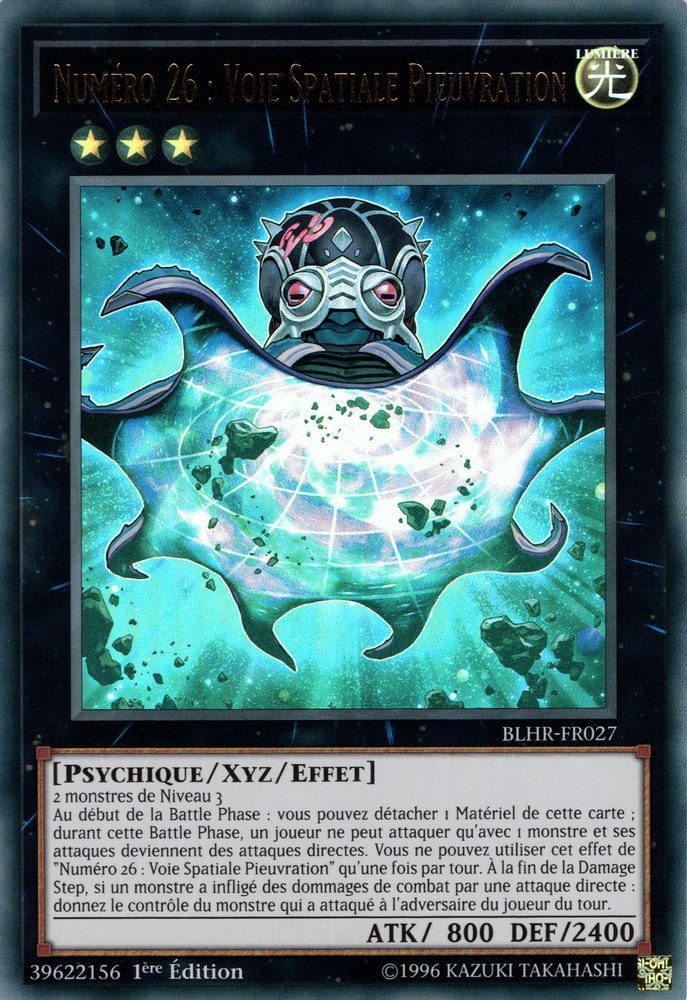 LUMIÈRE
Numéro 26 : Voie Spatiale Pieuvration
光
26
BLHR-FR027
[Psychique/Xyz/Effet]
2 monstres de Niveau 3
Au début de la Battle Phase : vous pouvez détacher 1 Matériel de cette carte ;
durant cette Battle Phase, un joueur ne peut attaquer qu'avec 1 monstre et ses
attaques deviennent des attaques directes. Vous ne pouvez utiliser cet effet de
"Numéro 26 : Voie Spatiale Pieuvration" qu'une fois par tour. À la fin de la Damage
Step, si un monstre a infligé des dommages de combat par une attaque directe :
donnez le contrôle du monstre qui a attaqué à l'adversaire du joueur du tour.
ATK/ 800 DEF/2400
39622156 1ère Édition ©1996 KAZUKI TAKAHASHI